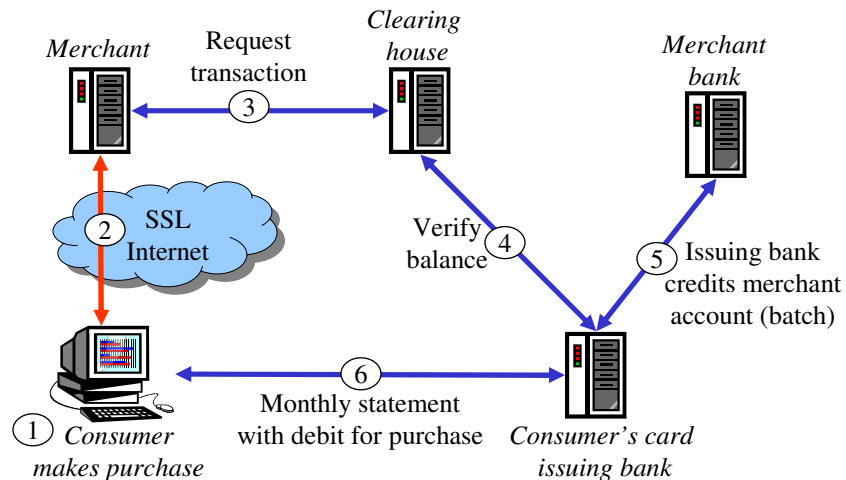 Merchant
Request
transaction
3
Clearing
house
Merchant
bank
2
SSL
Internet
Verify
balance
4
5
Issuing bank
credits merchant
account (batch)
6
Monthly statement
with debit for purchase
1
Consumer
makes purchase
Consumer’s card
issuing bank